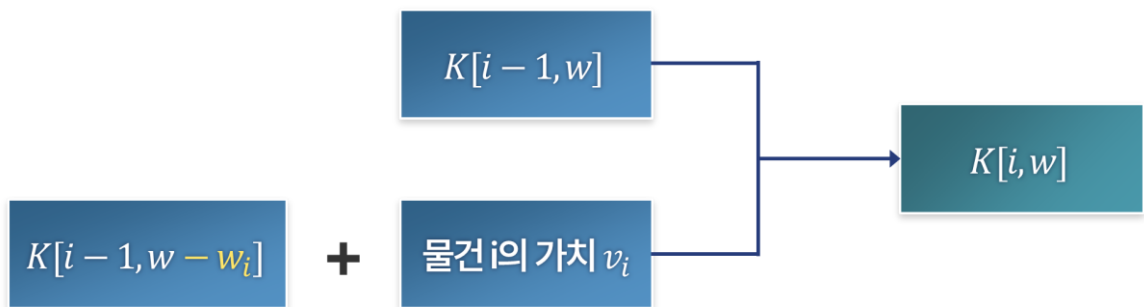 K[i − 1, w]
K[i, w]
K[i − 1, w − wᵢ] + 물건 i의 가치 vᵢ